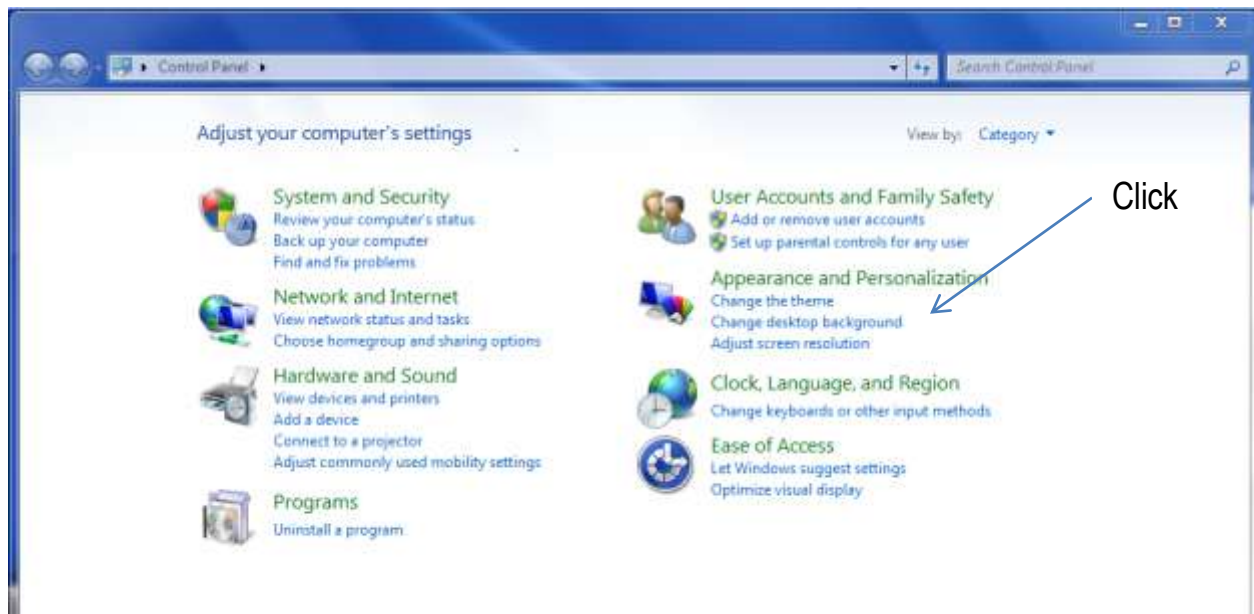 Control Panel
Search Control Panel
Adjust your computer's settings
View by: Category
System and Security
Review your computer's status
Back up your computer
Find and fix problems
Network and Internet
View network status and tasks
Choose homegroup and sharing options
Hardware and Sound
View devices and printers
Add a device
Connect to a projector
Adjust commonly used mobility settings
Programs
Uninstall a program
User Accounts and Family Safety
Add or remove user accounts
Set up parental controls for any user
Appearance and Personalization
Change the theme
Change desktop background
Adjust screen resolution
Clock, Language, and Region
Change keyboards or other input methods
Ease of Access
Let Windows suggest settings
Optimize visual display
Click